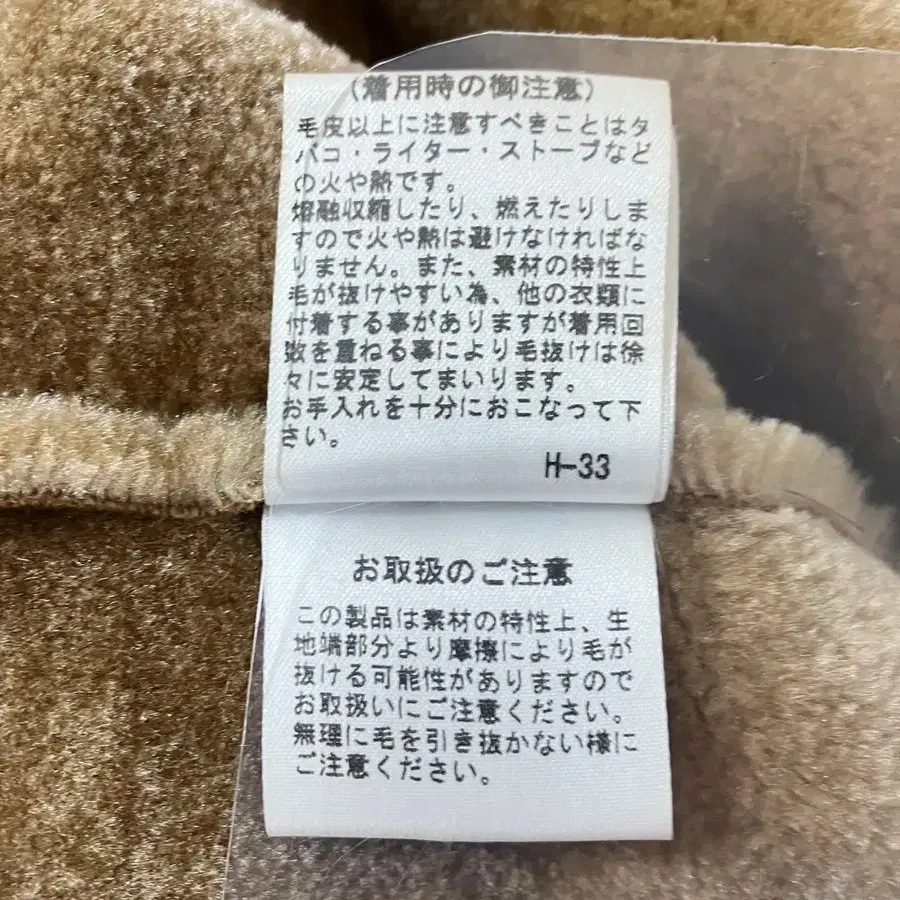 (着用時の御注意)
毛皮以上に注意すべきことはタ
バコ・ライター・ストーブなど
の火や熱です。
熔融収縮したり、燃えたりしま
すので火や熱は避けなければな
りません。また、素材の特性上
毛が抜けやすい為、他の衣類に
付着する事がありますが着用回
数を重ねる事により毛抜けは徐
々に安定してまいります。
お手入れを十分におこなって下
さい。
H-33
お取扱のご注意
この製品は素材の特性上、生
地端部分より摩擦により毛が
抜ける可能性がありますので
お取扱いにご注意ください。
無理に毛を引き抜かない様に
ご注意ください。